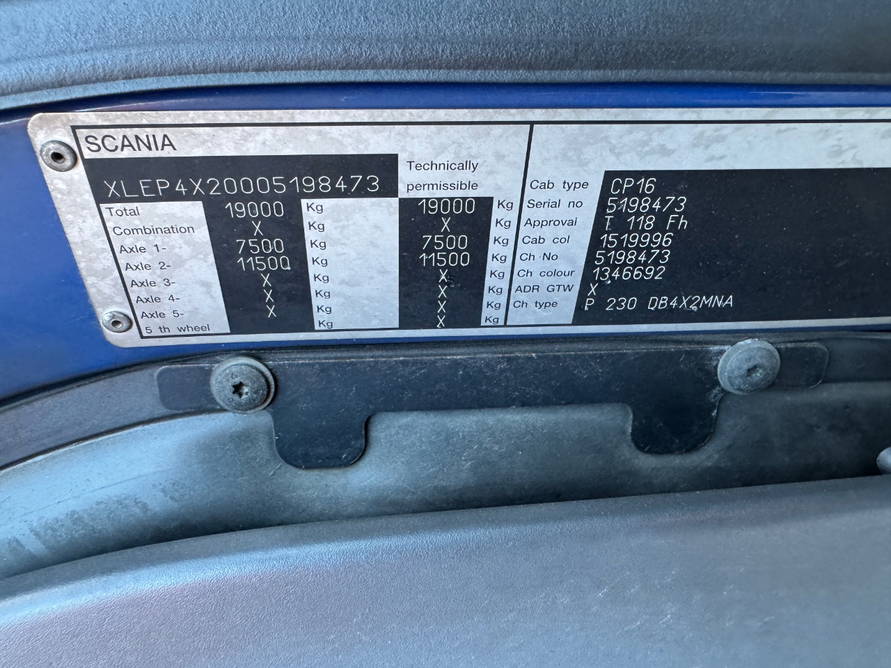 SCANIA
XLEP4X20005198473 Technically permissible
Total 19000 Kg 19000 Kg
Combination X Kg X Kg
Axle 1- 7500 Kg 7500 Kg
Axle 2- 11500 Kg 11500 Kg
Axle 3- X Kg X Kg
Axle 4- X Kg X Kg
Axle 5- X Kg X Kg
5 th wheel Kg X Kg
Cab type CP16
Serial no 5198473
Approval T 118 Fh
Cab col 1519996
Ch No 5198473
Ch colour 1346692
ADR GTW X
Ch type P 230 DB4X2MNA